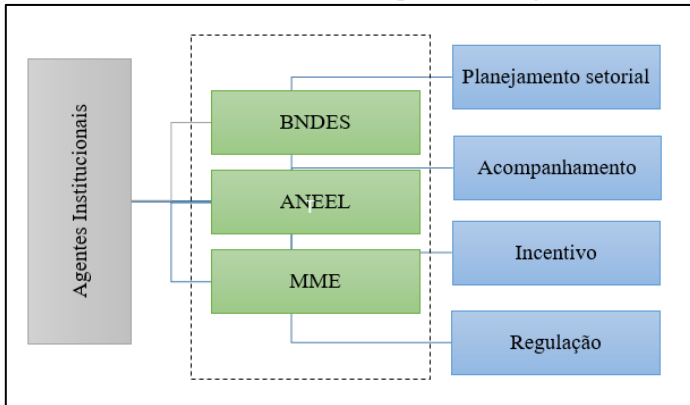 Agentes Institucionais
BNDES
ANEEL
MME
Planejamento setorial
Acompanhamento
Incentivo
Regulação